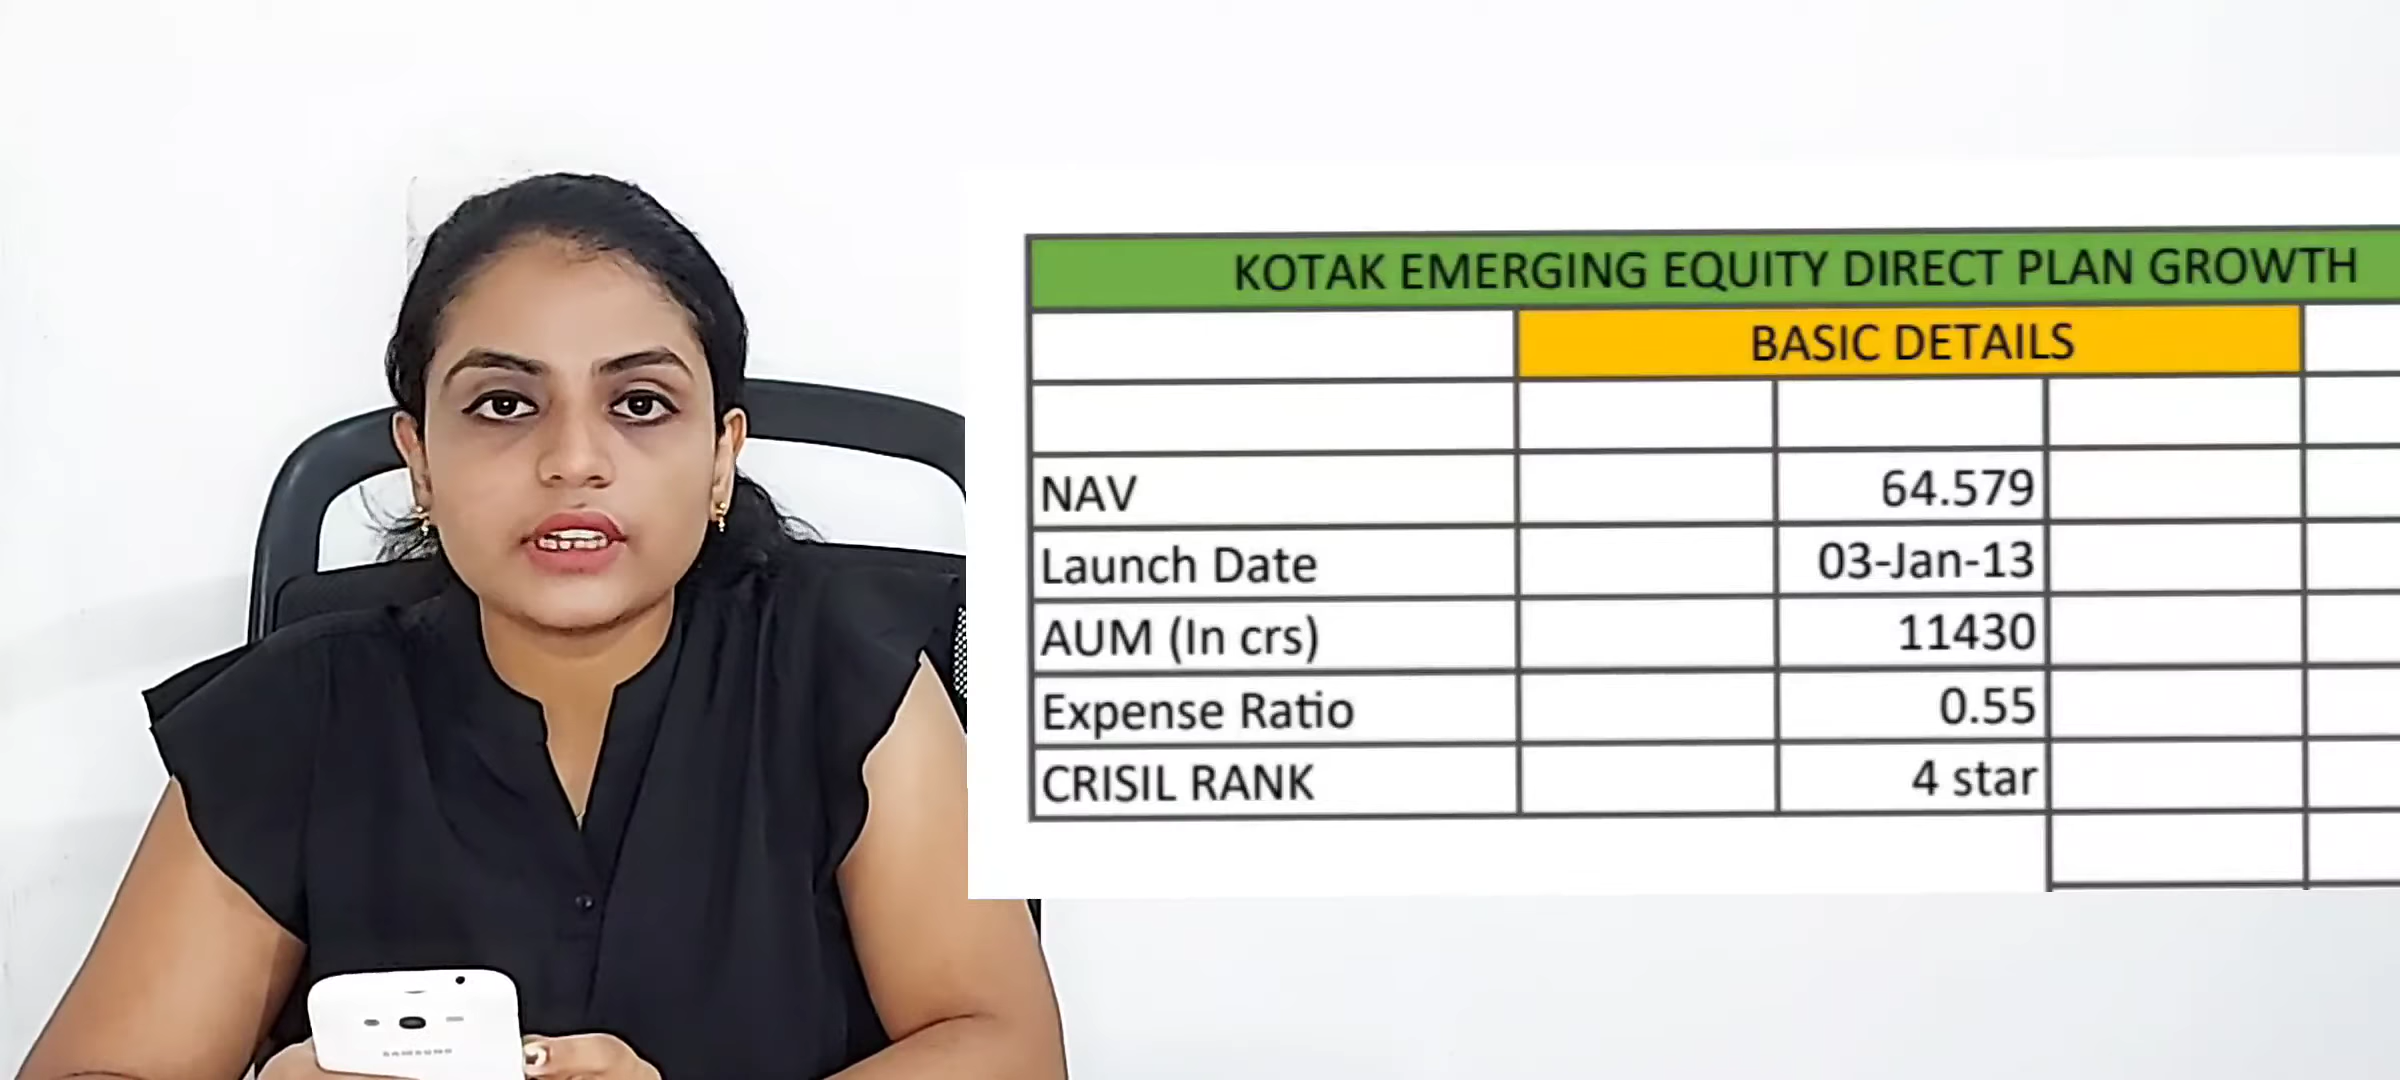 KOTAK EMERGING EQUITY DIRECT PLAN GROWTH
BASIC DETAILS
NAV 64.579
Launch Date 03-Jan-13
AUM (In crs) 11430
Expense Ratio 0.55
CRISIL RANK 4 star
SAMSUNG